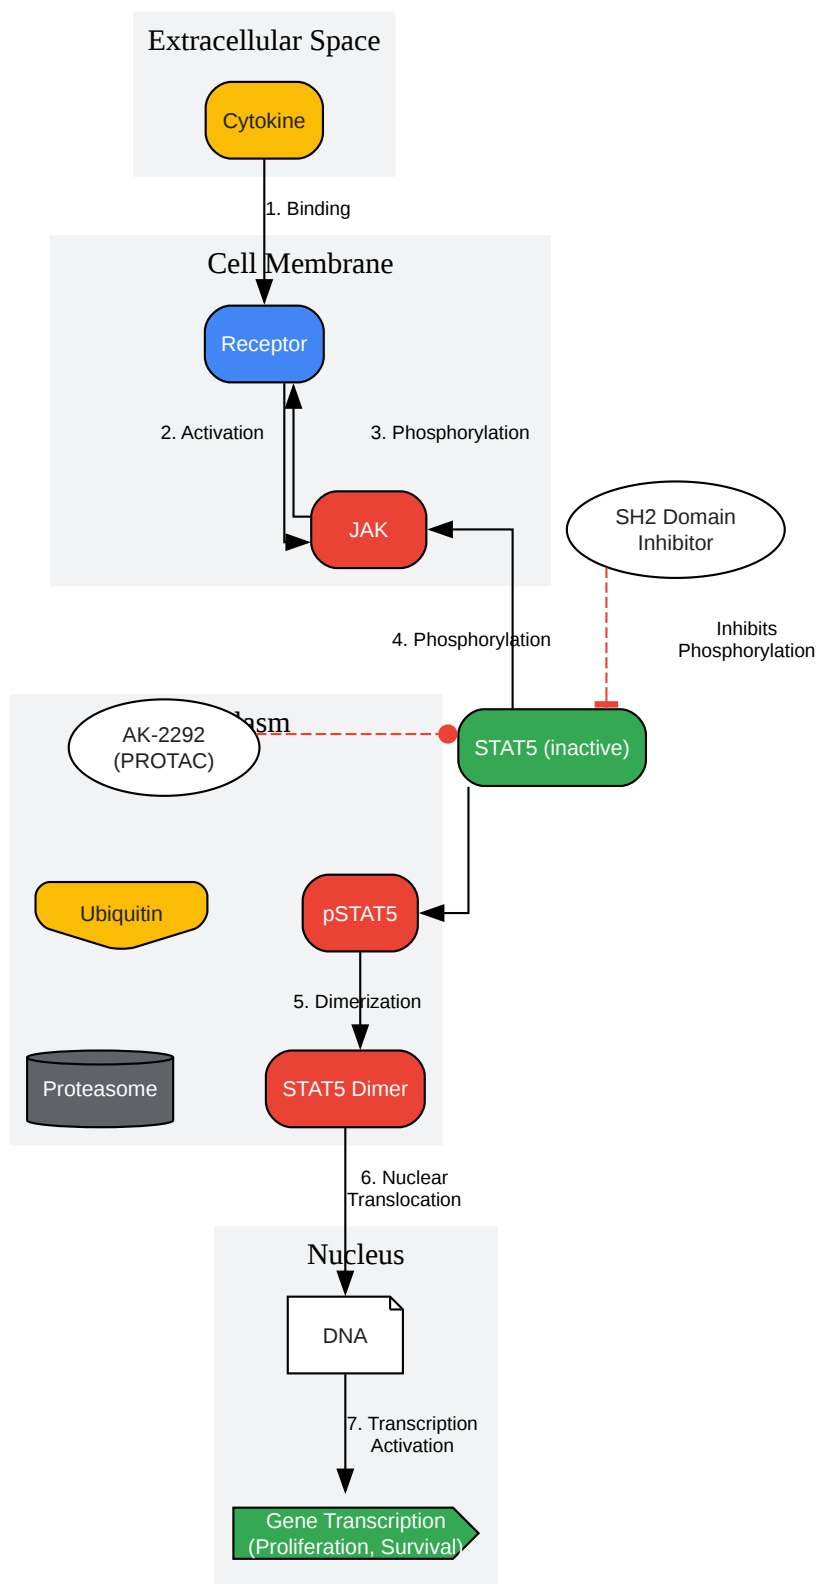 Extracellular Space
Cytokine
1. Binding
Cell Membrane
Receptor
2. Activation
3. Phosphorylation
JAK
SH2 Domain
Inhibitor
4. Phosphorylation
Inhibits
Phosphorylation
AK-2292
(PROTAC)
STAT5 (inactive)
Ubiquitin
pSTAT5
5. Dimerization
Proteasome
STAT5 Dimer
6. Nuclear
Translocation
Nucleus
DNA
7. Transcription
Activation
Gene Transcription
(Proliferation, Survival)